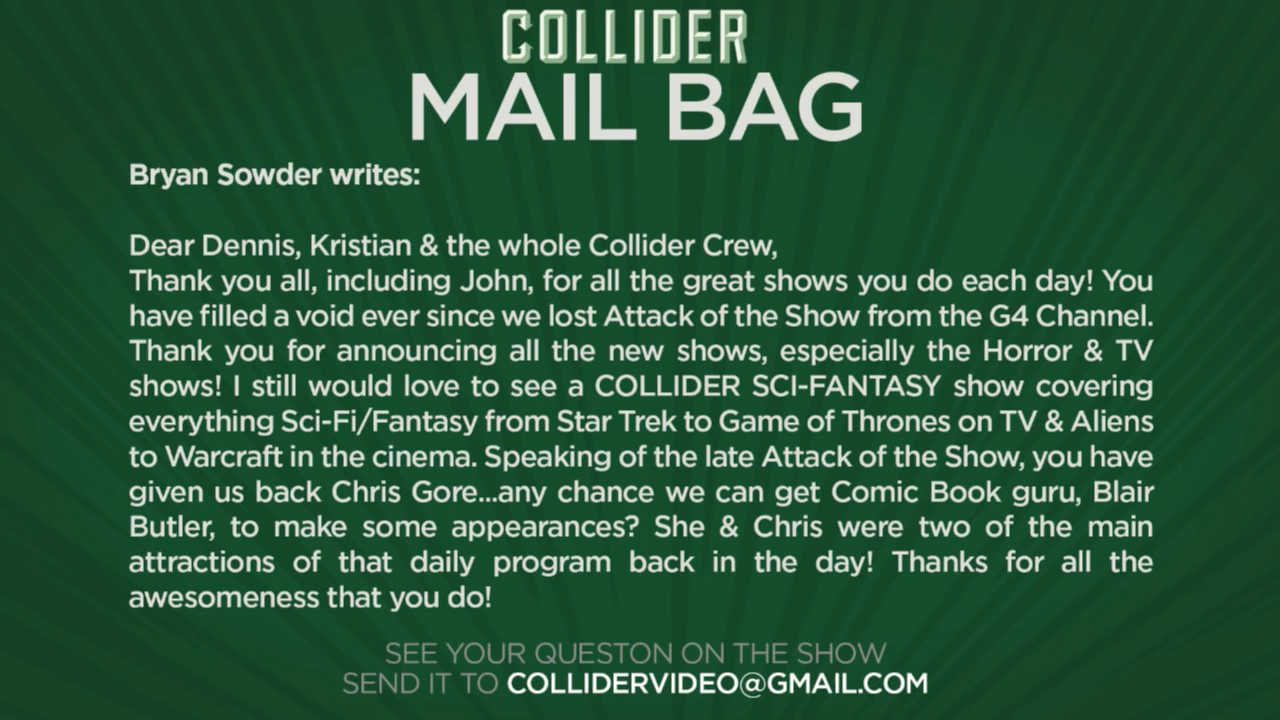 COLLIDER
MAIL BAG
Bryan Sowder writes:
Dear Dennis, Kristian & the whole Collider Crew,
Thank you all, including John, for all the great shows you do each day! You
have filled a void ever since we lost Attack of the Show from the G4 Channel.
Thank you for announcing all the new shows, especially the Horror & TV
shows! I still would love to see a COLLIDER SCI-FANTASY show covering
everything Sci-Fi/Fantasy from Star Trek to Game of Thrones on TV & Aliens
to Warcraft in the cinema. Speaking of the late Attack of the Show, you have
given us back Chris Gore...any chance we can get Comic Book guru, Blair
Butler, to make some appearances? She & Chris were two of the main
attractions of that daily program back in the day! Thanks for all the
awesomeness that you do!
SEE YOUR QUESTON ON THE SHOW
SEND IT TO COLLIDERVIDEO@GMAIL.COM